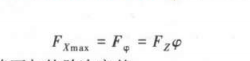 F_{Xmax} = F_φ = F_Zφ